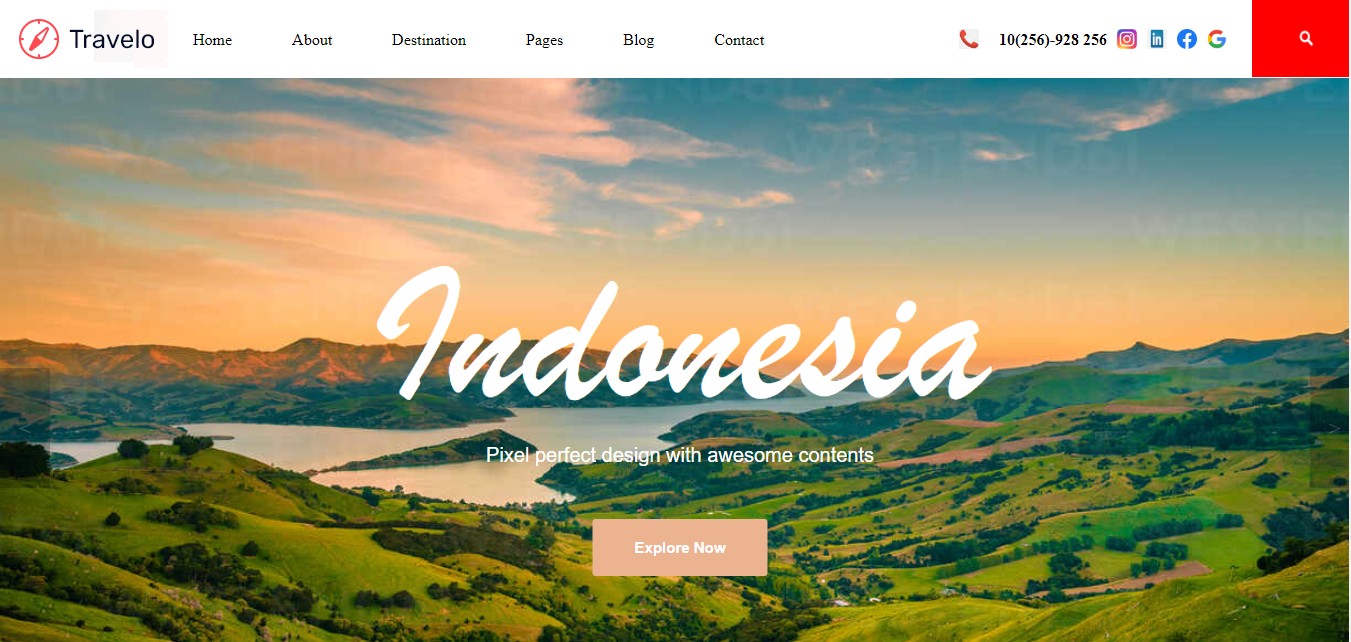 Travelo
Home About Destination Pages Blog Contact
10(256)-928 256
WESTEND61
Indonesia
Pixel perfect design with awesome contents
< >
Explore Now